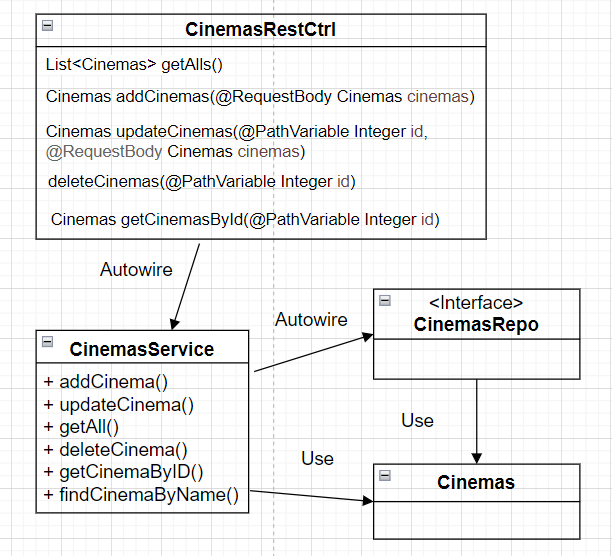 CinemasRestCtrl
List<Cinemas> getAlls()
Cinemas addCinemas(@RequestBody Cinemas cinemas)
Cinemas updateCinemas(@PathVariable Integer id,
@RequestBody Cinemas cinemas)
deleteCinemas(@PathVariable Integer id)
Cinemas getCinemasById(@PathVariable Integer id)
Autowire
CinemasService
+ addCinema()
+ updateCinema()
+ getAll()
+ deleteCinema()
+ getCinemaByID()
+ findCinemaByName()
Autowire
<Interface>
CinemasRepo
Use
Use
Cinemas